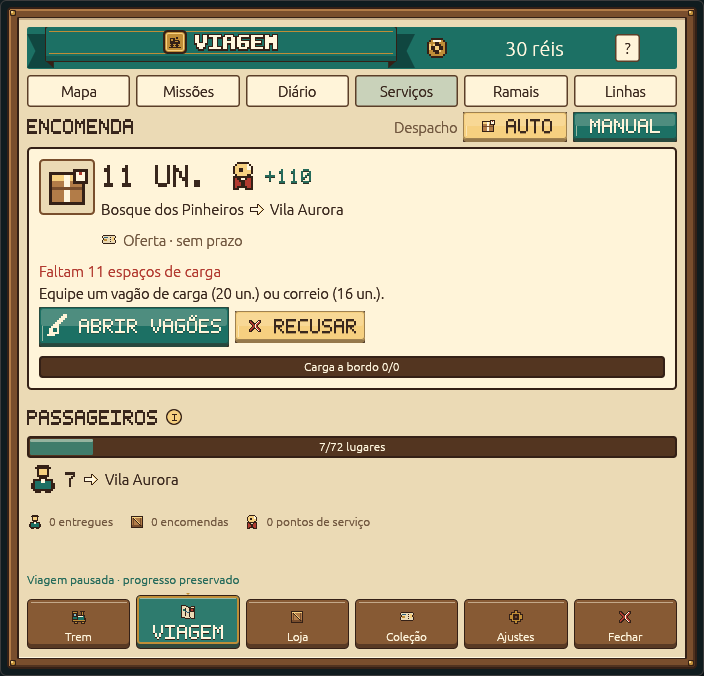 VIAGEM
30 réis
?
Mapa
Missões
Diário
Serviços
Ramais
Linhas
ENCOMENDA
Despacho
AUTO
MANUAL
11 UN.
+110
Bosque dos Pinheiros ⇨ Vila Aurora
Oferta · sem prazo
Faltam 11 espaços de carga
Equipe um vagão de carga (20 un.) ou correio (16 un.).
ABRIR VAGÕES
RECUSAR
Carga a bordo 0/0
PASSAGEIROS
I
7/72 lugares
7 ⇨ Vila Aurora
0 entregues
0 encomendas
0 pontos de serviço
Viagem pausada · progresso preservado
Trem
VIAGEM
Loja
Coleção
Ajustes
Fechar